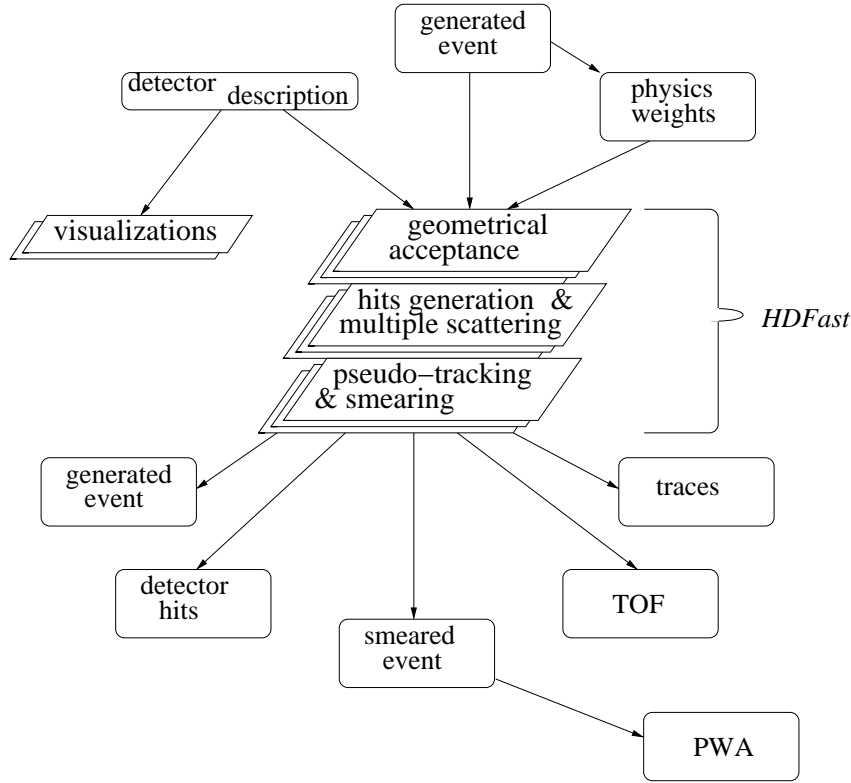 generated
event
detector
description
physics
weights
visualizations
geometrical
acceptance
hits generation &
multiple scattering
HDFast
pseudo-tracking
& smearing
generated
event
traces
detector
hits
TOF
smeared
event
PWA